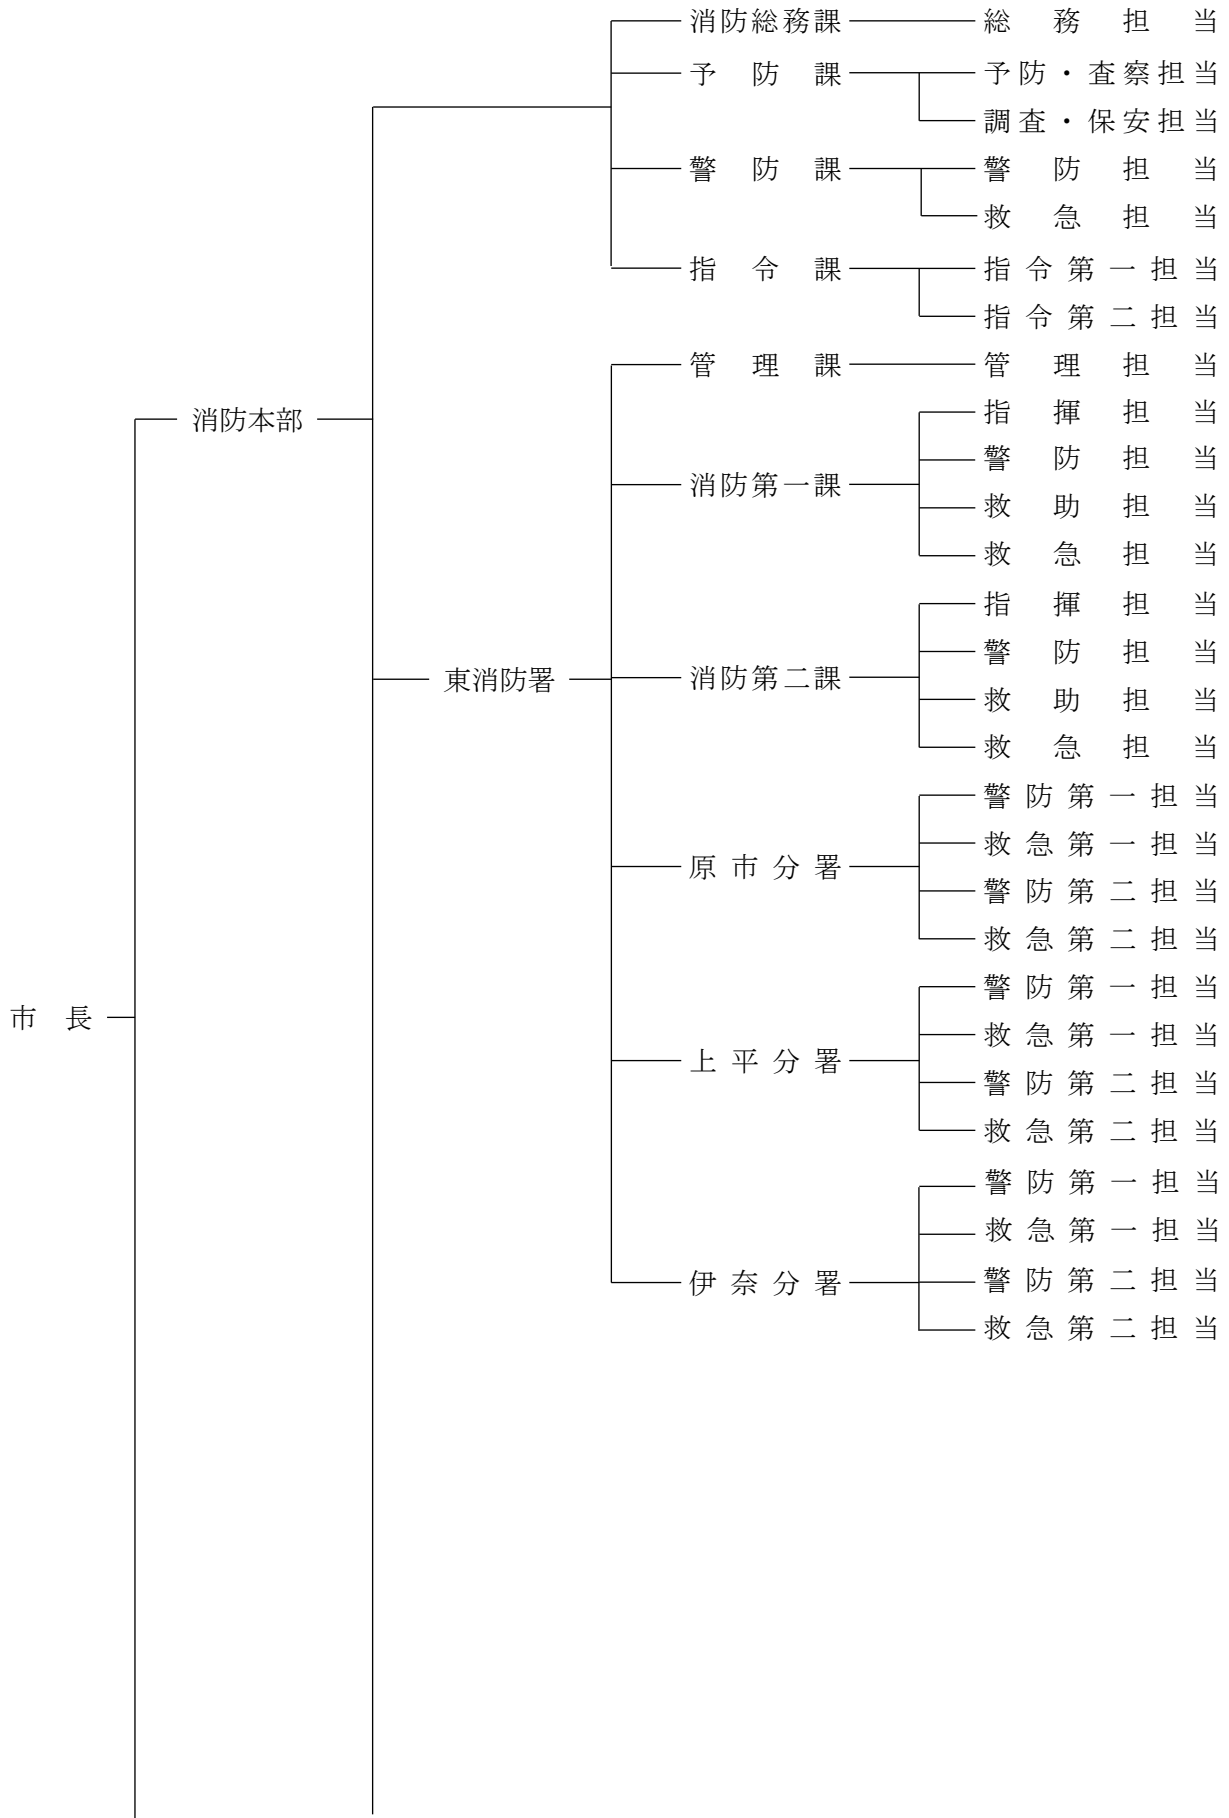 消防総務課 総務担当
予防課 予防・査察担当
調査・保安担当
警防課 警防担当
救急担当
指令課 指令第一担当
指令第二担当
管理課 管理担当
指揮担当
消防本部
警防担当
消防第一課
救助担当
救急担当
指揮担当
警防担当
東消防署 消防第二課
救助担当
救急担当
警防第一担当
救急第一担当
原市分署
警防第二担当
救急第二担当
警防第一担当
市長
救急第一担当
上平分署
警防第二担当
救急第二担当
警防第一担当
救急第一担当
伊奈分署 警防第二担当
救急第二担当